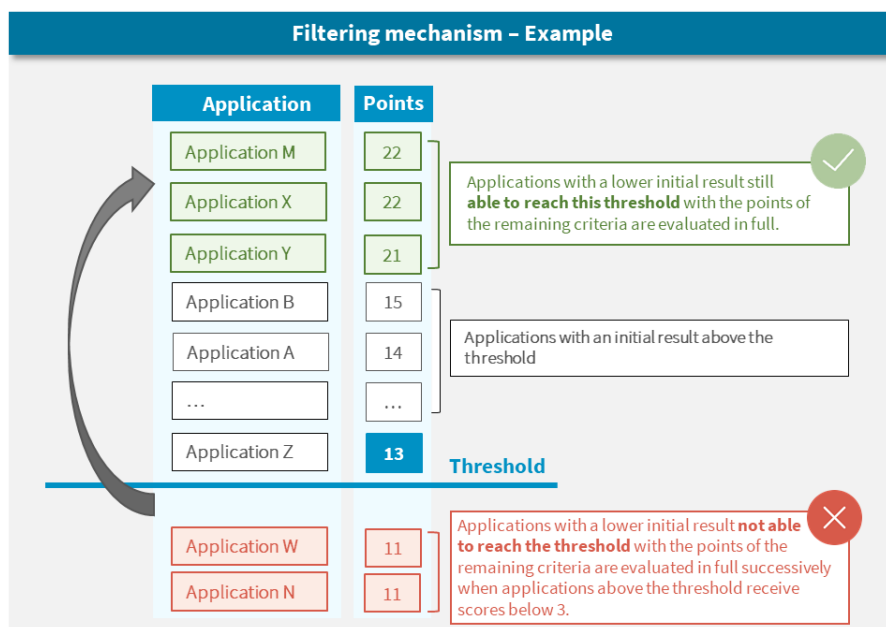 Filtering mechanism – Example
Application Points
Application M 22
Application X 22
Application Y 21
Applications with a lower initial result still
able to reach this threshold with the points
of the remaining criteria are evaluated in full.
Application B 15
Application A 14
… …
Applications with an initial result above the
threshold
Application Z 13
Threshold
Application W 11
Application N 11
Applications with a lower initial result not able
to reach the threshold with the points of the
remaining criteria are evaluated in full successively
when applications above the threshold receive
scores below 3.